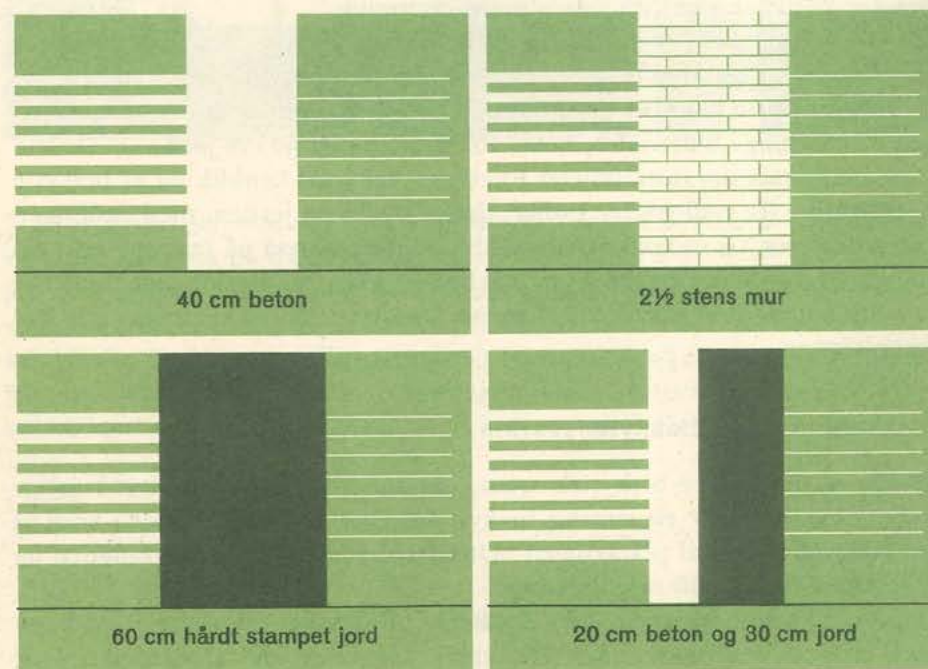 40 cm beton
2½ stens mur
60 cm hårdt stampet jord
20 cm beton og 30 cm jord